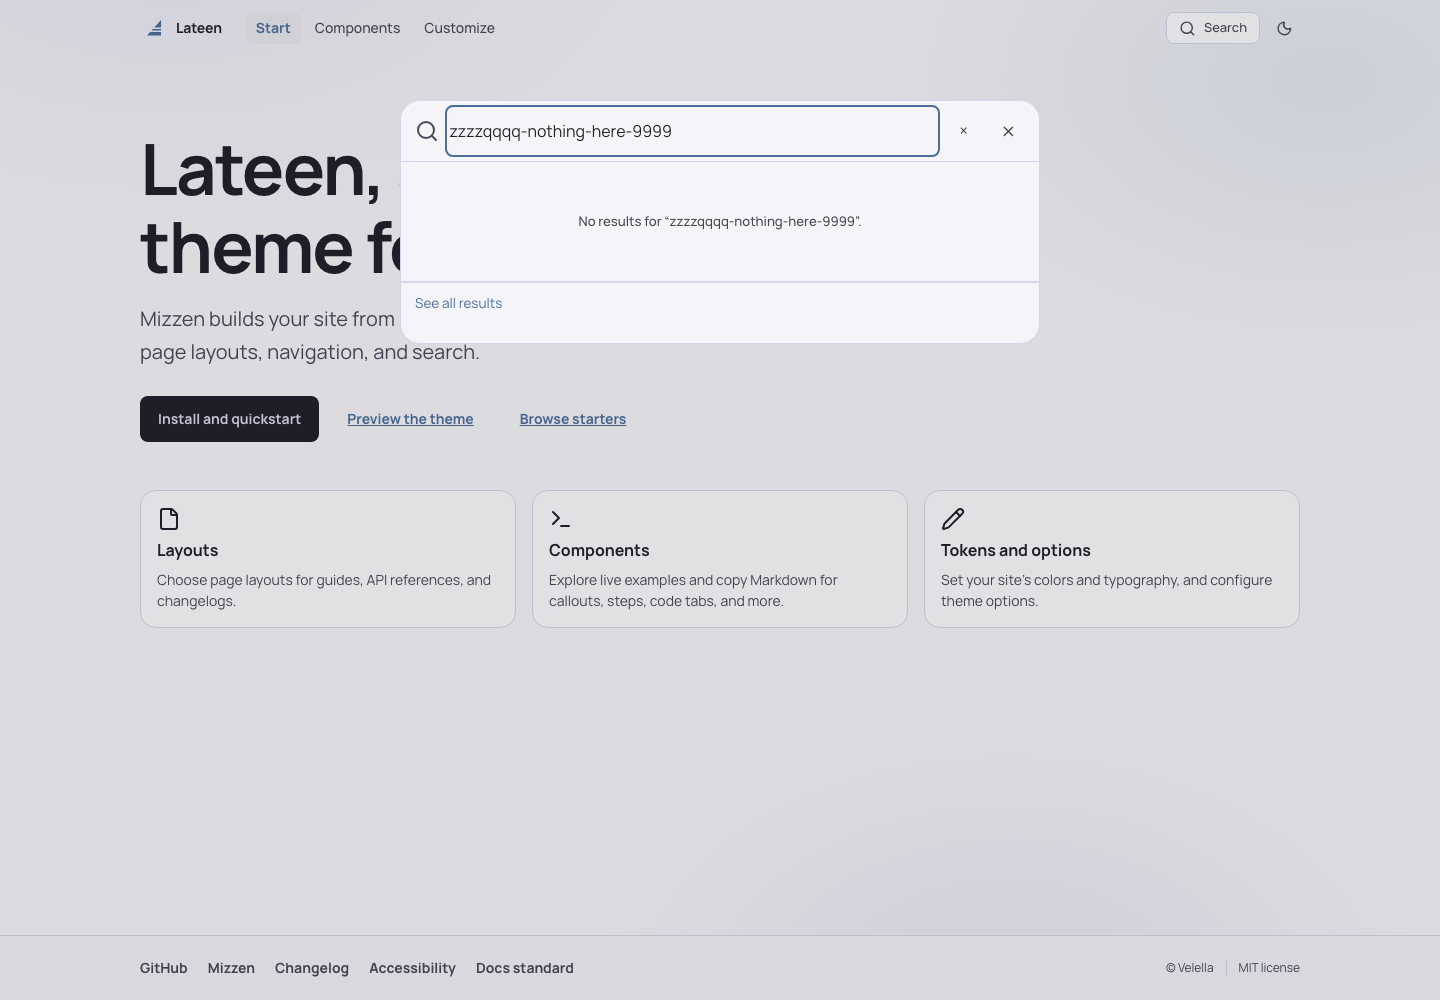 Lateen
Start
Components
Customize
Search
zzzzqqqq-nothing-here-9999
No results for “zzzzqqqq-nothing-here-9999”.
See all results
Lateen,
theme
Mizzen builds your site from
page layouts, navigation, and search.
Install and quickstart
Preview the theme
Browse starters
Layouts
Choose page layouts for guides, API references, and
changelogs.
Components
Explore live examples and copy Markdown for
callouts, steps, code tabs, and more.
Tokens and options
Set your site’s colors and typography, and configure
theme options.
GitHub
Mizzen
Changelog
Accessibility
Docs standard
© Velella
MIT license